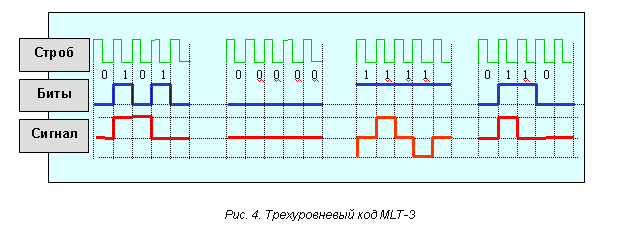 Строб
0 1 0 1 0 0 0 0 0 1 1 1 1 0 1 1 0
Биты
Сигнал
Рис. 4. Трехуровневый код MLT-3